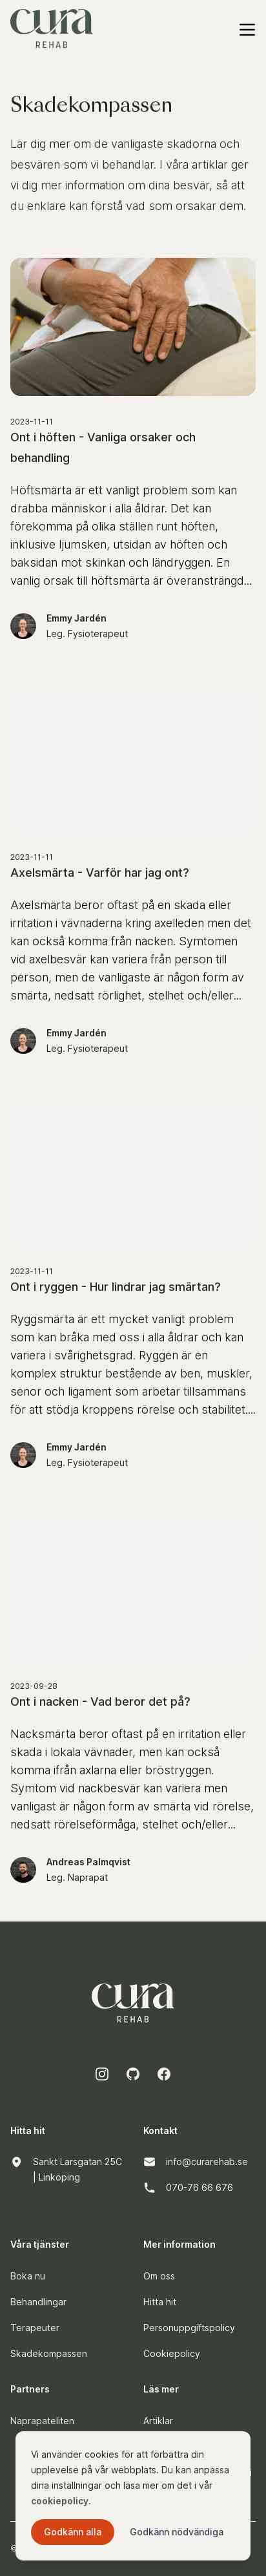 cura
REHAB
Skadekompassen
Lär dig mer om de vanligaste skadorna och
besvären som vi behandlar. I våra artiklar ger
vi dig mer information om dina besvär, så att
du enklare kan förstå vad som orsakar dem.
2023-11-11
Ont i höften - Vanliga orsaker och
behandling
Höftsmärta är ett vanligt problem som kan
drabba människor i alla åldrar. Det kan
förekomma på olika ställen runt höften,
inklusive ljumsken, utsidan av höften och
baksidan mot skinkan och ländryggen. En
vanlig orsak till höftsmärta är överansträngd...
Emmy Jardén
Leg. Fysioterapeut
2023-11-11
Axelsmärta - Varför har jag ont?
Axelsmärta beror oftast på en skada eller
irritation i vävnaderna kring axelleden men det
kan också komma från nacken. Symtomen
vid axelbesvär kan variera från person till
person, men de vanligaste är någon form av
smärta, nedsatt rörlighet, stelhet och/eller...
Emmy Jardén
Leg. Fysioterapeut
2023-11-11
Ont i ryggen - Hur lindrar jag smärtan?
Ryggsmärta är ett mycket vanligt problem
som kan bråka med oss i alla åldrar och kan
variera i svårighetsgrad. Ryggen är en
komplex struktur bestående av ben, muskler,
senor och ligament som arbetar tillsammans
för att stödja kroppens rörelse och stabilitet....
Emmy Jardén
Leg. Fysioterapeut
2023-09-28
Ont i nacken - Vad beror det på?
Nacksmärta beror oftast på en irritation eller
skada i lokala vävnader, men kan också
komma ifrån axlarna eller bröstryggen.
Symtom vid nackbesvär kan variera men
vanligast är någon form av smärta vid rörelse,
nedsatt rörelseförmåga, stelhet och/eller...
Andreas Palmqvist
Leg. Naprapat
cura
REHAB
Hitta hit
Sankt Larsgatan 25C
| Linköping
Kontakt
info@curarehab.se
070-76 66 676
Våra tjänster
Boka nu
Behandlingar
Terapeuter
Skadekompassen
Mer information
Om oss
Hitta hit
Personuppgiftspolicy
Cookiepolicy
Partners
Naprapateliten
Läs mer
Artiklar
Vi använder cookies för att förbättra din
upplevelse på vår webbplats. Du kan anpassa
dina inställningar och läsa mer om det i vår
cookiepolicy.
Godkänn alla
Godkänn nödvändiga